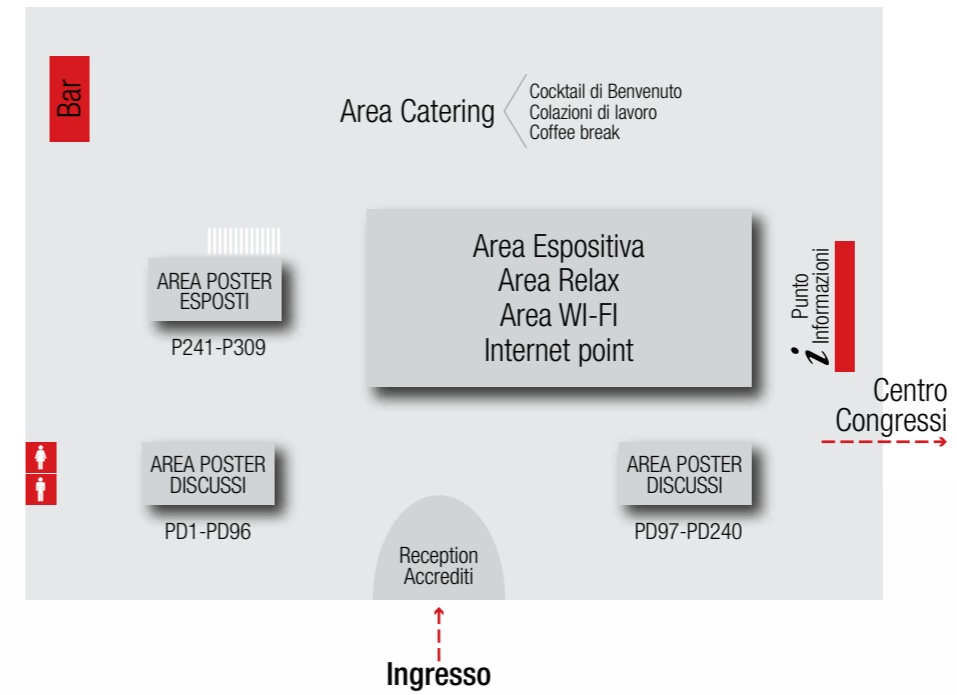 Bar
Area Catering
Cocktail di Benvenuto
Colazioni di lavoro
Coffee break
AREA POSTER
ESPOSTI
P241-P309
Area Espositiva
Area Relax
Area WI-FI
Internet point
i Punto
Informazioni
Centro
Congressi
AREA POSTER
DISCUSSI
PD1-PD96
AREA POSTER
DISCUSSI
PD97-PD240
Reception
Accrediti
Ingresso